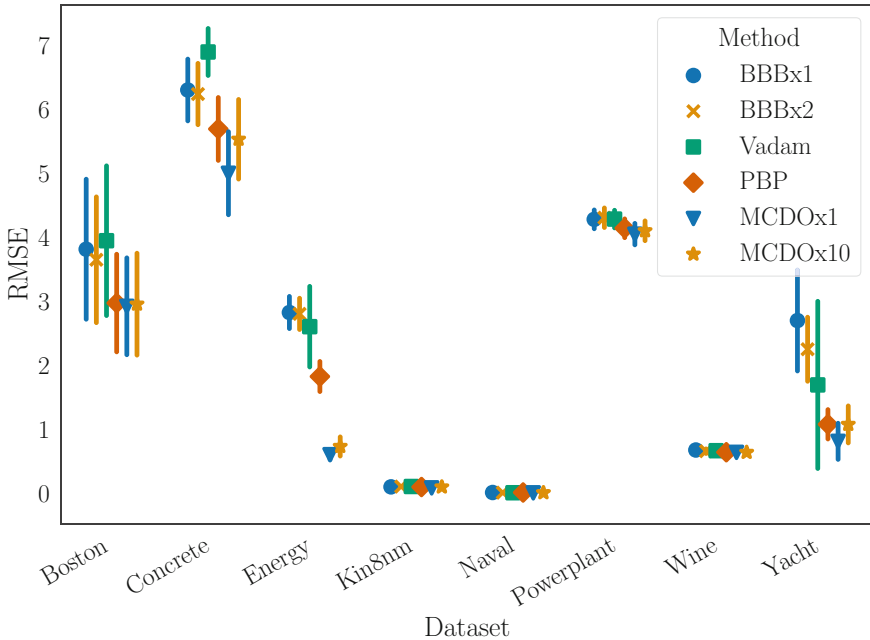 Method
BBBx1
BBBx2
Vadam
PBP
MCDOx1
MCDOx10
RMSE
7
6
5
4
3
2
1
0
Boston
Concrete
Energy
Kin8nm
Naval
Powerplant
Wine
Yacht
Dataset